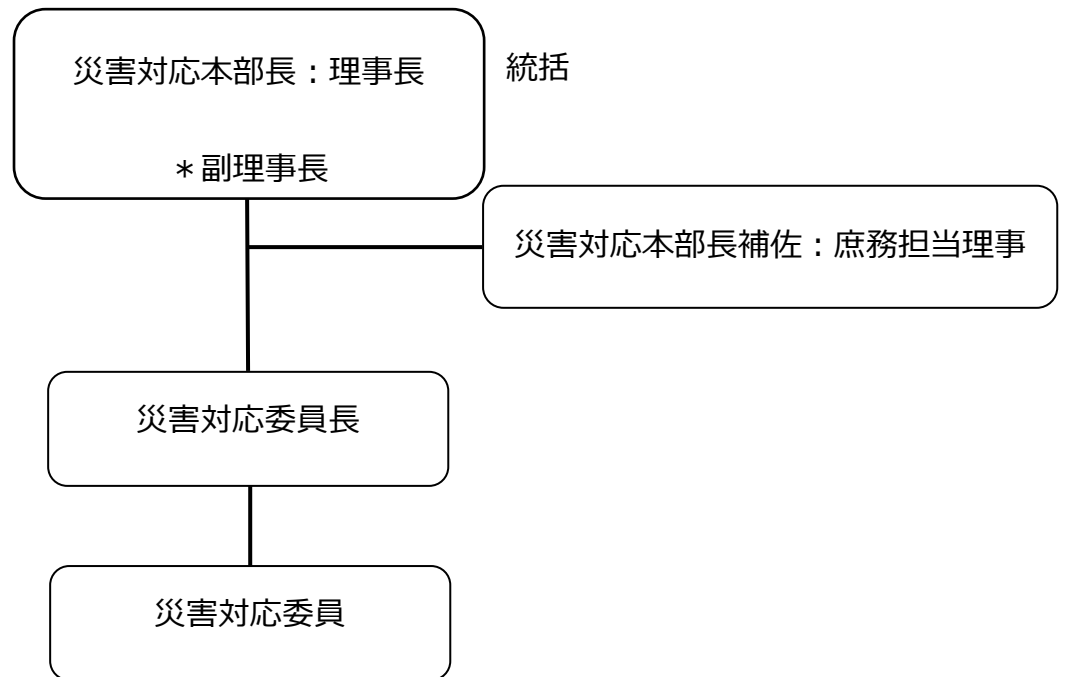 災害対応本部長：理事長
統括
＊副理事長
災害対応本部長補佐：庶務担当理事
災害対応委員長
災害対応委員